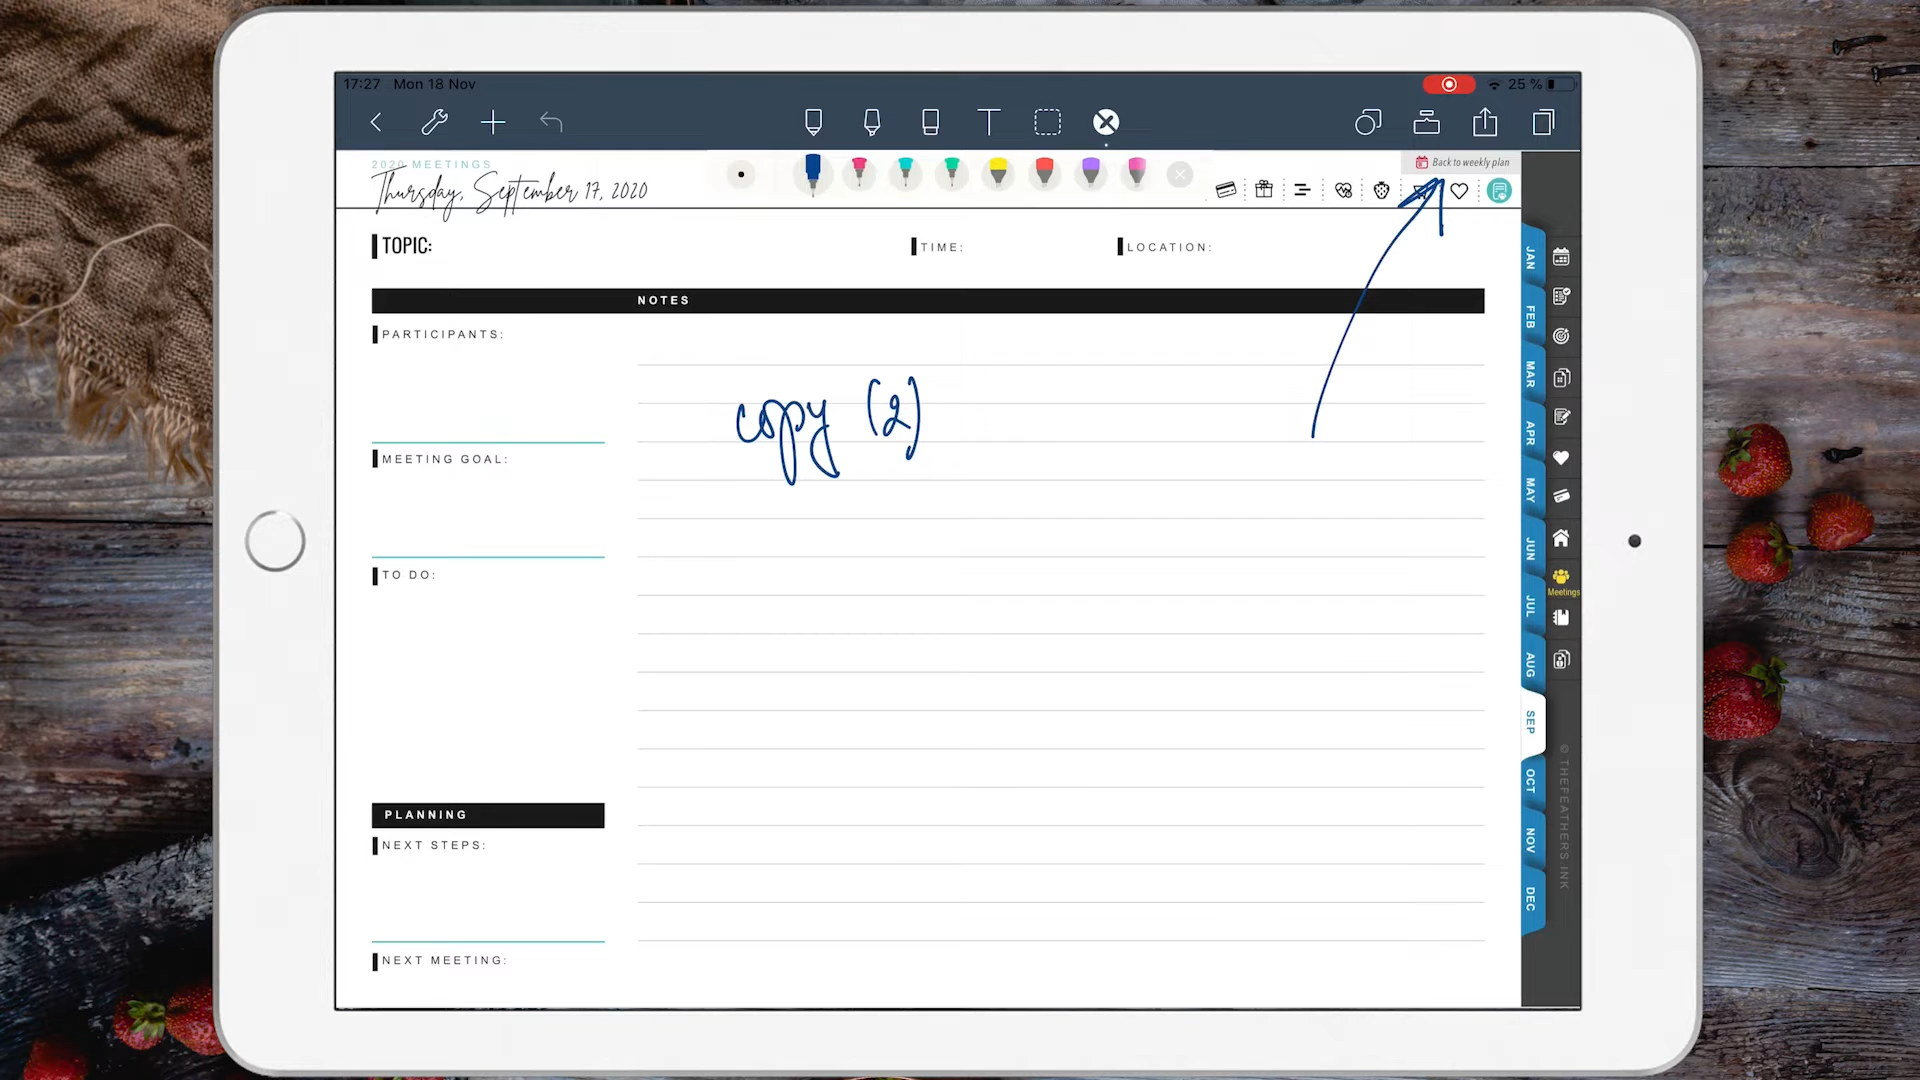 17:27 Mon 18 Nov
25 %
T
2020 MEETINGS
Back to weekly plan
Thursday, September 17, 2020
TOPIC:
TIME:
LOCATION:
NOTES
PARTICIPANTS:
copy (2)
MEETING GOAL:
TO DO:
PLANNING
NEXT STEPS:
NEXT MEETING:
JAN
FEB
MAR
APR
MAY
JUN
JUL
AUG
SEP
OCT
NOV
DEC
Meetings
© THEFEATHERS.INK